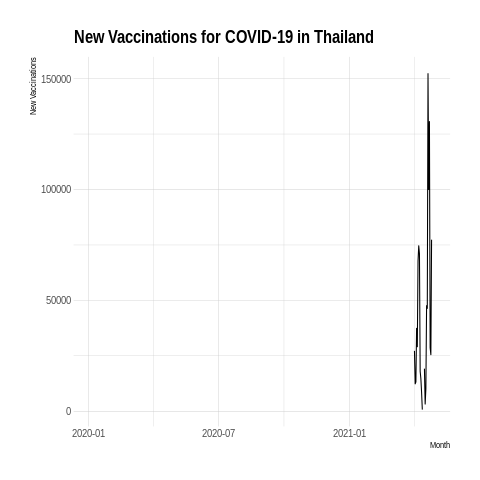 New Vaccinations for COVID-19 in Thailand
New Vaccinations
150000
100000
50000
0
2020-01 2020-07 2021-01
Month